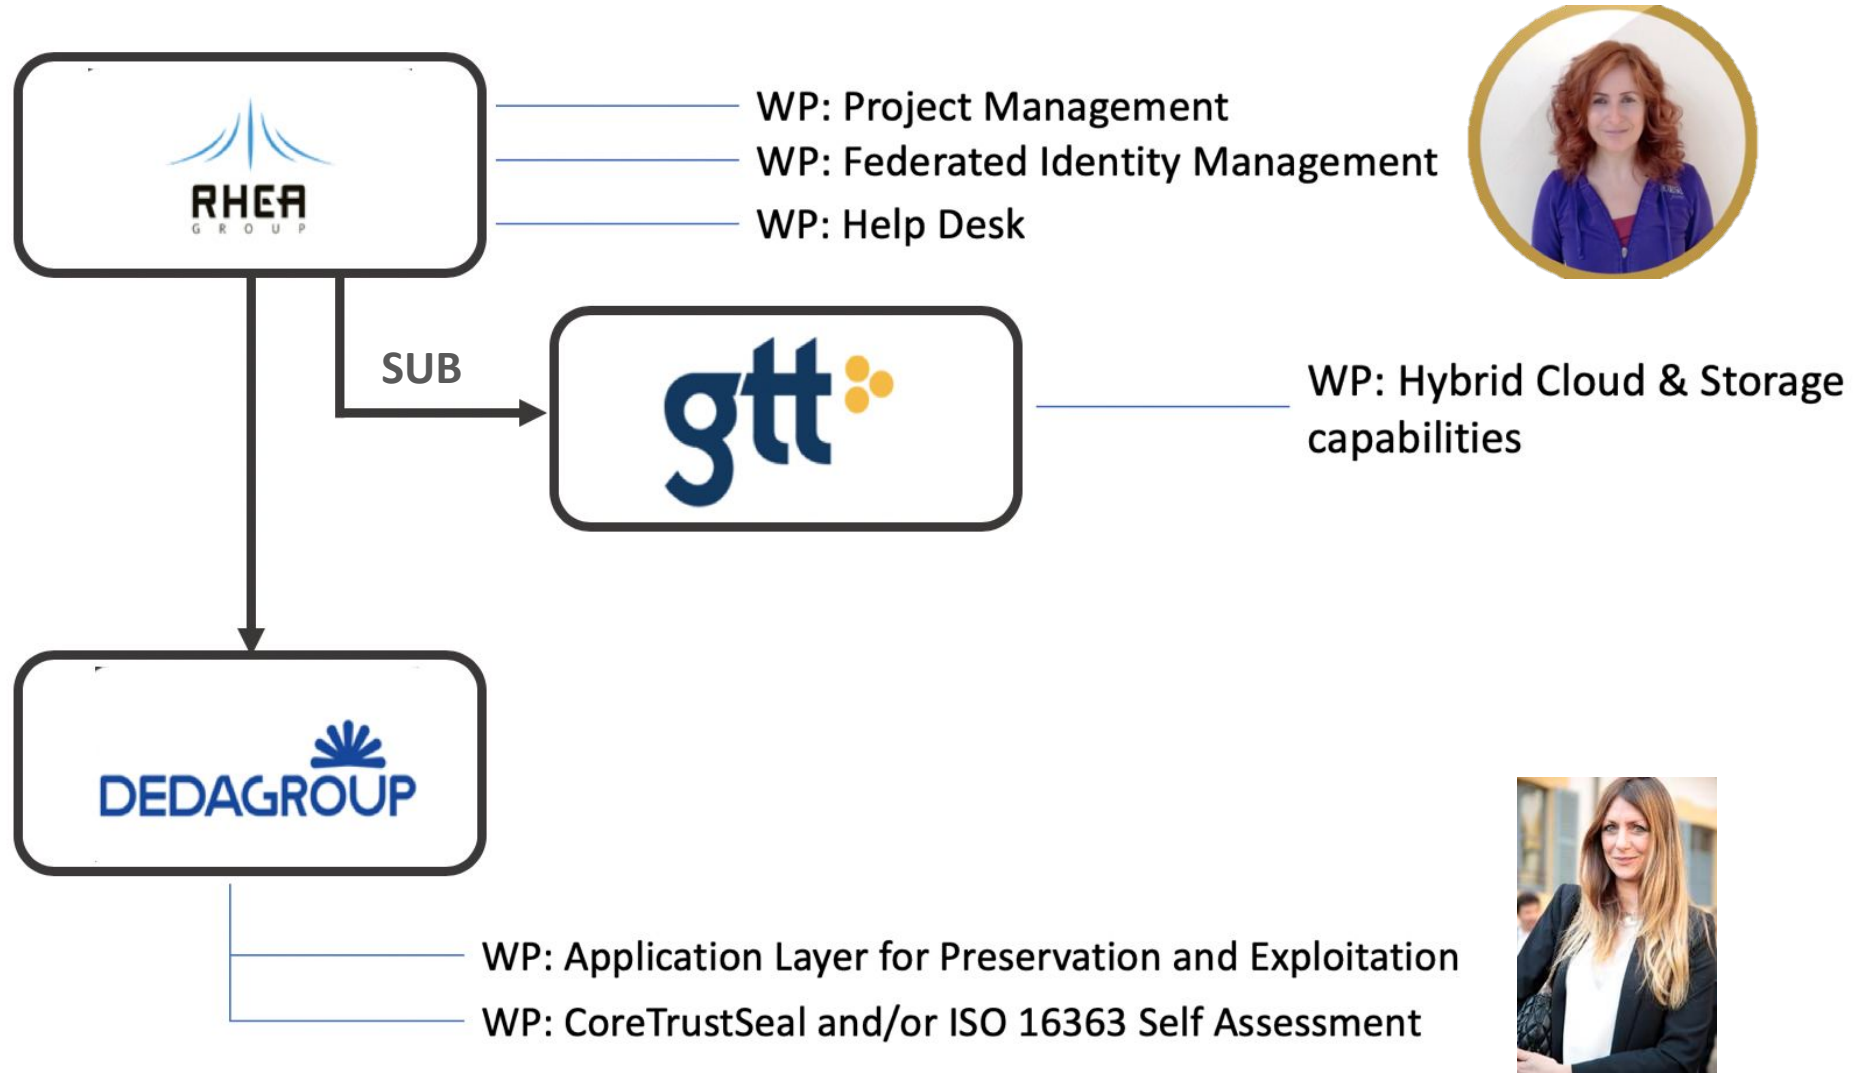 RHEA
GROUP
WP: Project Management
WP: Federated Identity Management
WP: Help Desk
SUB
gtt
WP: Hybrid Cloud & Storage
capabilities
DEDAGROUP
WP: Application Layer for Preservation and Exploitation
WP: CoreTrustSeal and/or ISO 16363 Self Assessment